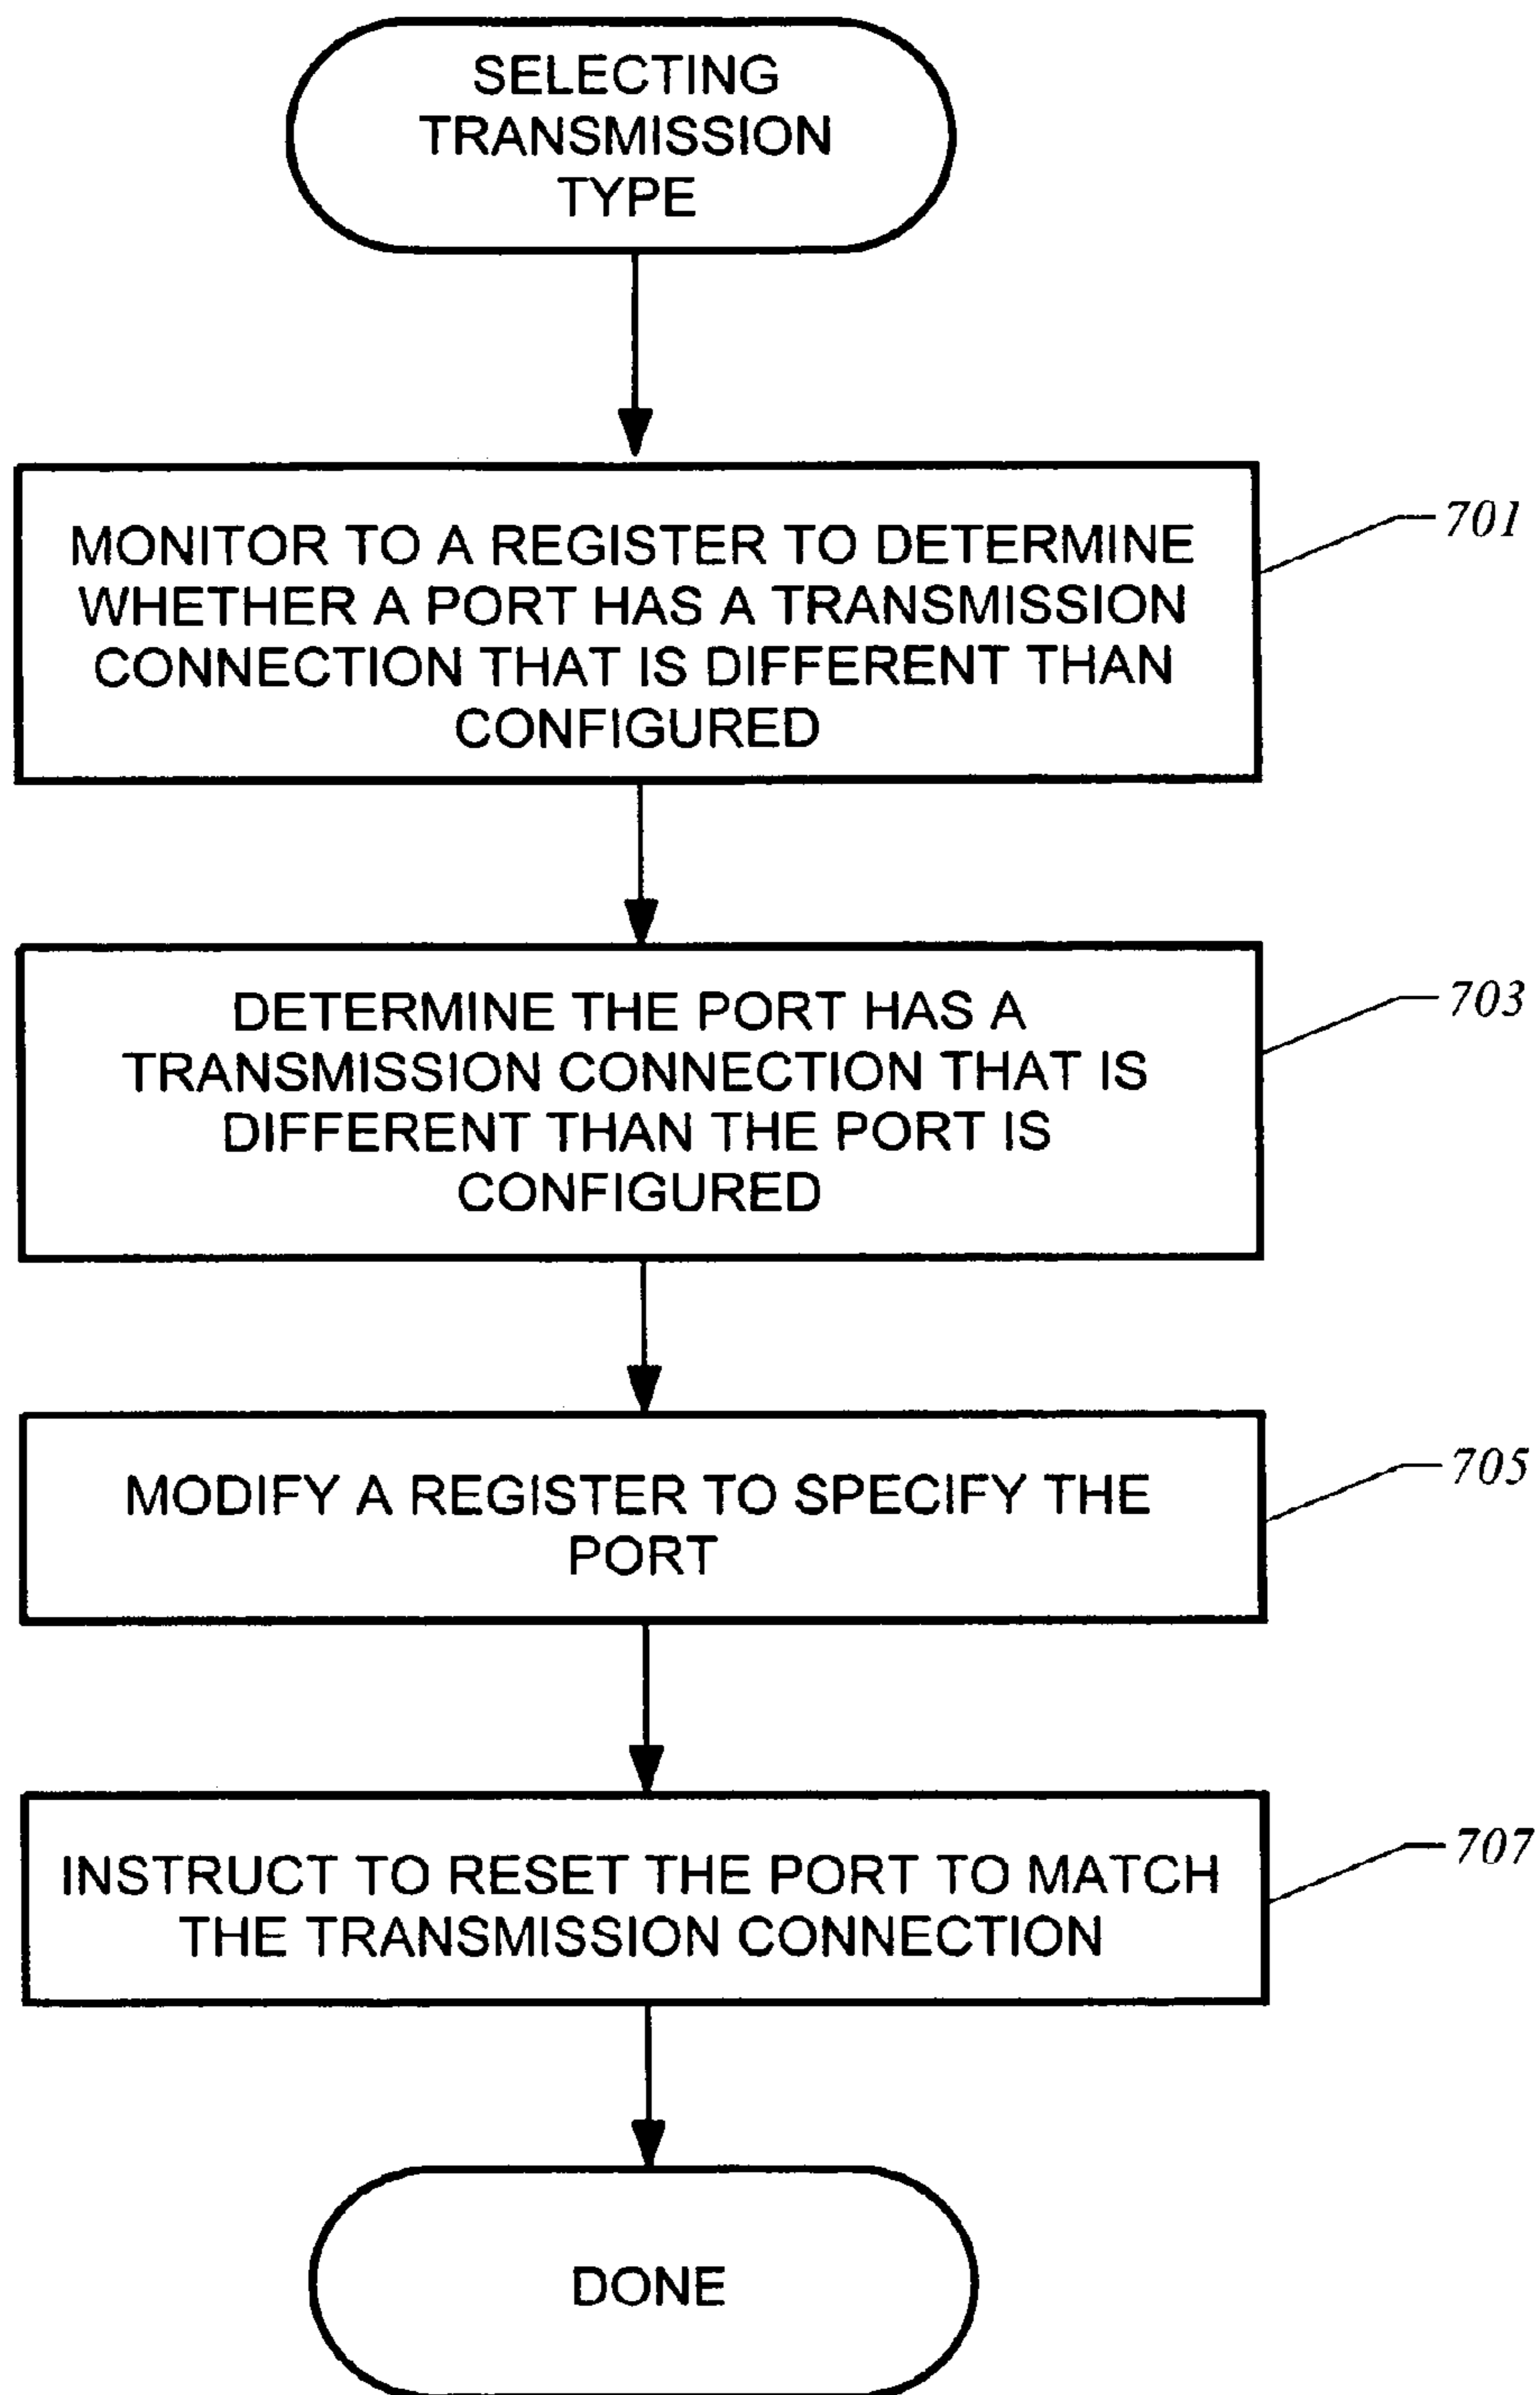 SELECTING
TRANSMISSION
TYPE
MONITOR TO A REGISTER TO DETERMINE
WHETHER A PORT HAS A TRANSMISSION
CONNECTION THAT IS DIFFERENT THAN
CONFIGURED
701
DETERMINE THE PORT HAS A
TRANSMISSION CONNECTION THAT IS
DIFFERENT THAN THE PORT IS
CONFIGURED
703
MODIFY A REGISTER TO SPECIFY THE
PORT
705
INSTRUCT TO RESET THE PORT TO MATCH
THE TRANSMISSION CONNECTION
707
DONE